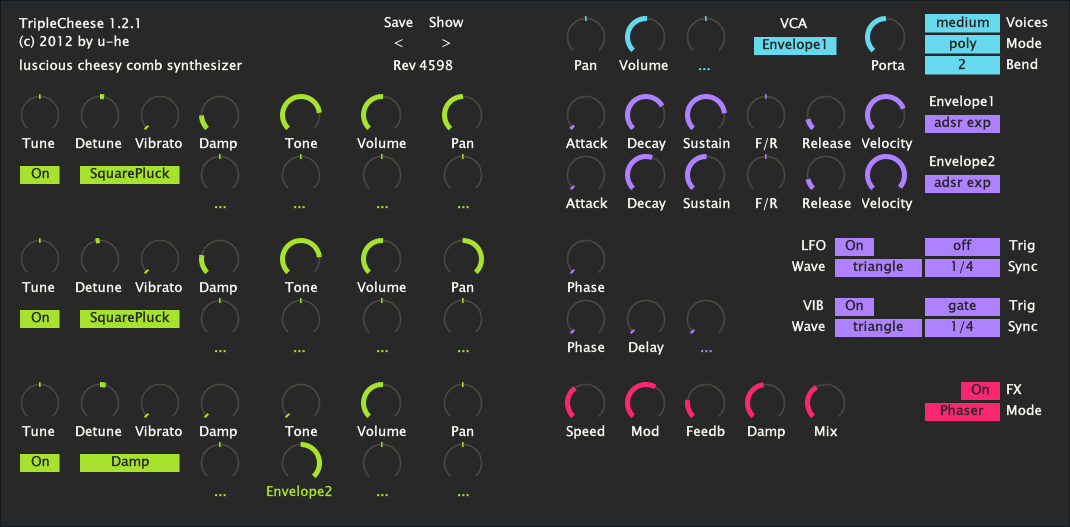 TripleCheese 1.2.1
(c) 2012 by u-he
luscious cheesy comb synthesizer
Save Show
< >
Rev 4598
Pan Volume ... VCA Envelope1 Porta
medium Voices
poly Mode
2 Bend
Tune Detune Vibrato Damp Tone Volume Pan
On SquarePluck
... ... ... ...
Attack Decay Sustain F/R Release Velocity
Envelope1
adsr exp
Attack Decay Sustain F/R Release Velocity
Envelope2
adsr exp
Tune Detune Vibrato Damp Tone Volume Pan
On SquarePluck
... ... ... ...
Phase
LFO On off Trig
Wave triangle 1/4 Sync
Phase Delay ...
VIB On gate Trig
Wave triangle 1/4 Sync
Tune Detune Vibrato Damp Tone Volume Pan
On Damp
... Envelope2 ... ...
Speed Mod Feedb Damp Mix
On FX
Phaser Mode